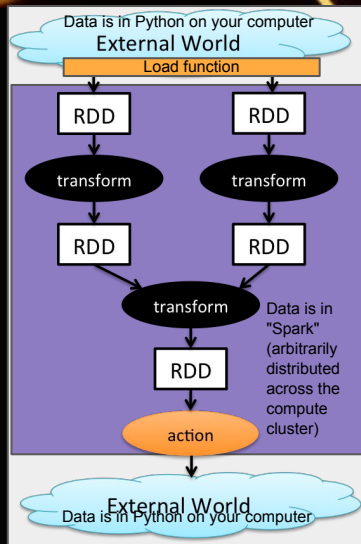 Data is in Python on your computer
External World
Load function
RDD
RDD
transform
transform
RDD
RDD
transform
Data is in
"Spark"
(arbitrarily
distributed
across the
compute
cluster)
RDD
action
External World
Data is in Python on your computer